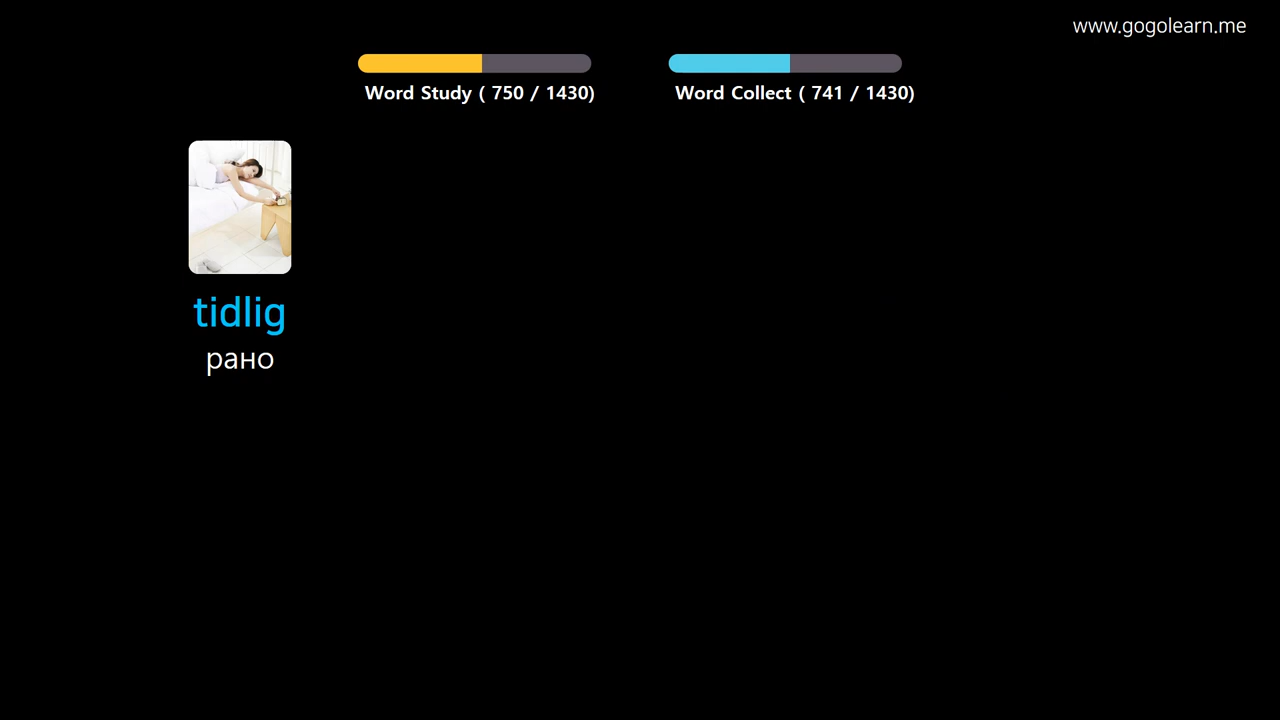 www.gogolearn.me
Word Study ( 750 / 1430)
Word Collect ( 741 / 1430)
tidlig
рано